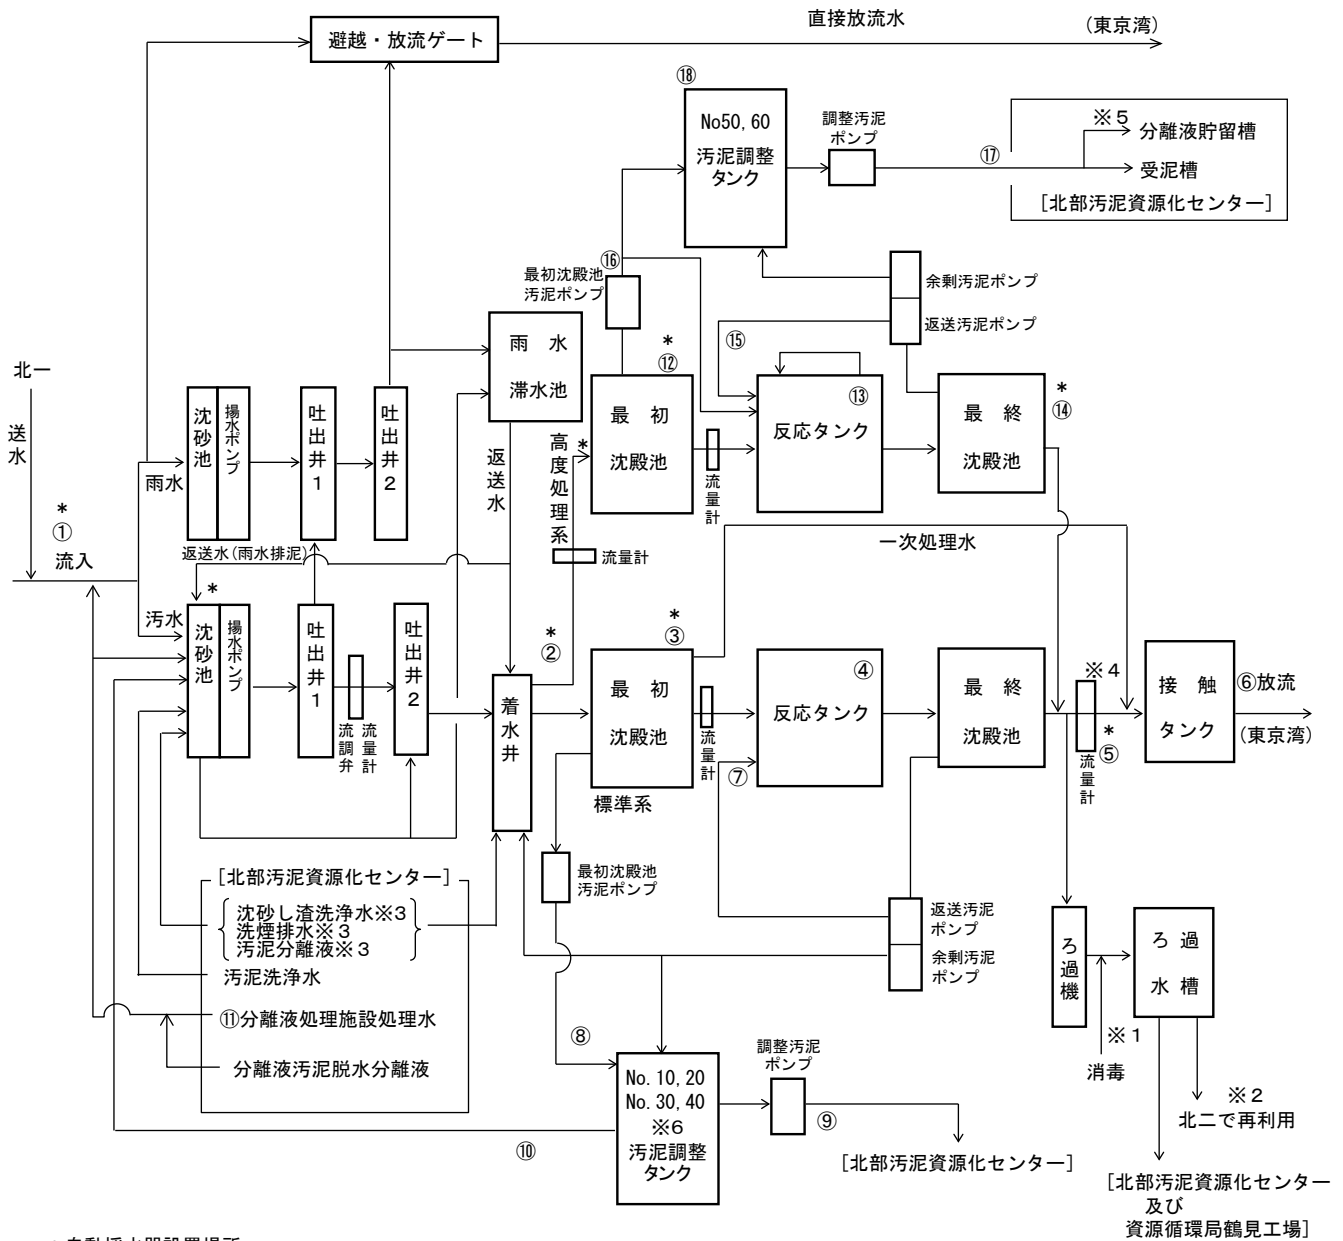 直接放流水
(東京湾)
避越・放流ゲート
⑱
No50, 60
汚泥調整
タンク
調整汚泥
ポンプ
⑰
※５
分離液貯留槽
受泥槽
[北部汚泥資源化センター]
⑯
最初沈殿池
汚泥ポンプ
余剰汚泥ポンプ
返送汚泥ポンプ
⑮
雨水
滞水池
*
⑫
最初
沈殿池
流量計
⑬
反応タンク
最終
沈殿池
*
⑭
北一
送水
*
①
流入
雨水
沈砂池
揚水ポンプ
吐出井１
吐出井２
返送水
高度処理系
*
流量計
返送水(雨水排泥)
一次処理水
汚水
*
沈砂池
揚水ポンプ
吐出井１
流調弁
流量計
吐出井２
*
②
着水井
*
③
最初
沈殿池
標準系
流量計
④
反応タンク
⑦
最終
沈殿池
※４
*
⑤
流量計
接触
タンク
⑥放流
(東京湾)
最初沈殿池
汚泥ポンプ
[北部汚泥資源化センター]
沈砂し渣洗浄水※３
洗煙排水※３
汚泥分離液※３
汚泥洗浄水
⑪分離液処理施設処理水
分離液汚泥脱水分離液
返送汚泥
ポンプ
余剰汚泥
ポンプ
ろ過機
※１
消毒
ろ過
水槽
※２
北二で再利用
⑧
No. 10, 20
No. 30, 40
※６
汚泥調整
タンク
⑩
調整汚泥
ポンプ
⑨
[北部汚泥資源化センター]
[北部汚泥資源化センター
及び
資源循環局鶴見工場]